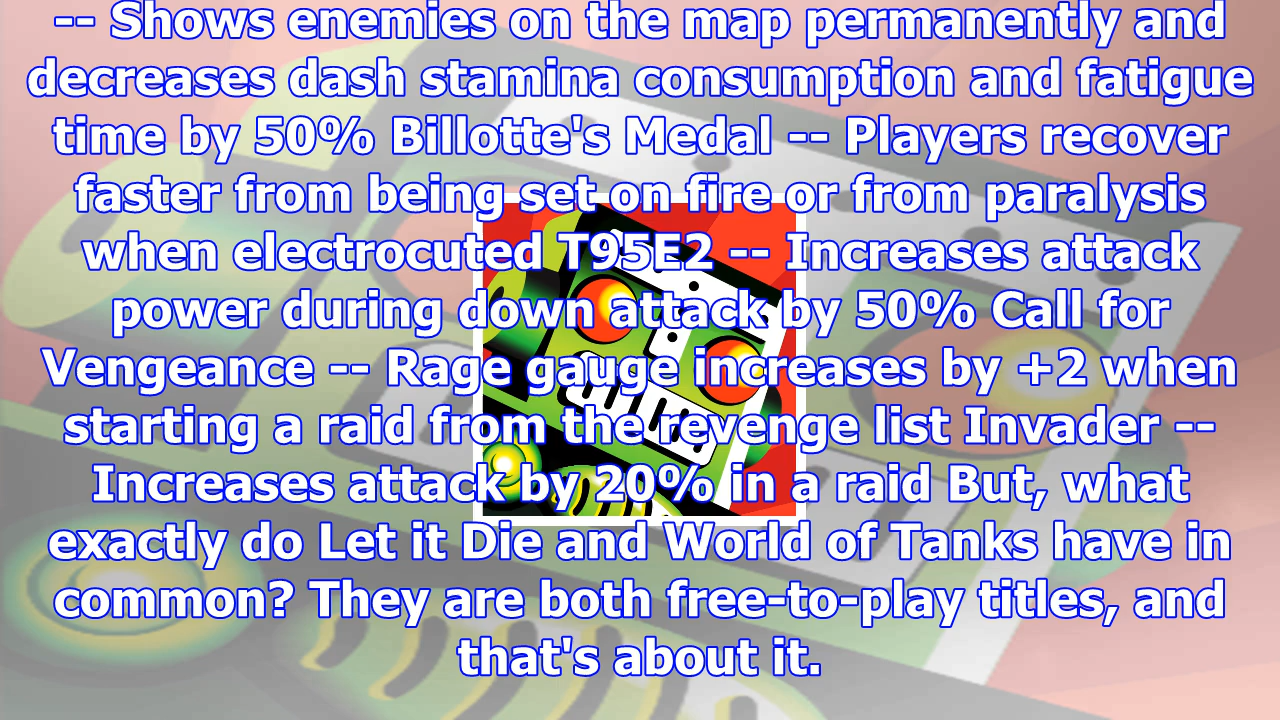 -- Shows enemies on the map permanently and
decreases dash stamina consumption and fatigue
time by 50% Billotte's Medal -- Players recover
faster from being set on fire or from paralysis
when electrocuted T95E2 -- Increases attack
power during down attack by 50% Call for
Vengeance -- Rage gauge increases by +2 when
starting a raid from the revenge list Invader --
Increases attack by 20% in a raid But, what
exactly do Let it Die and World of Tanks have in
common? They are both free-to-play titles, and
that's about it.